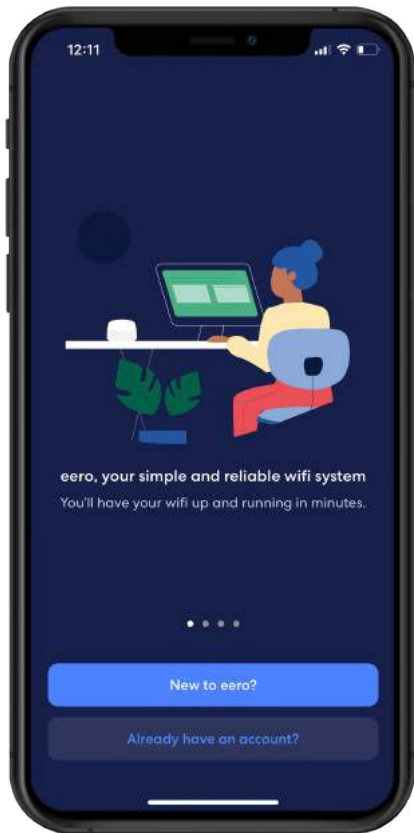 12:11
eero, your simple and reliable wifi system
You'll have your wifi up and running in minutes.
New to eero?
Already have an account?